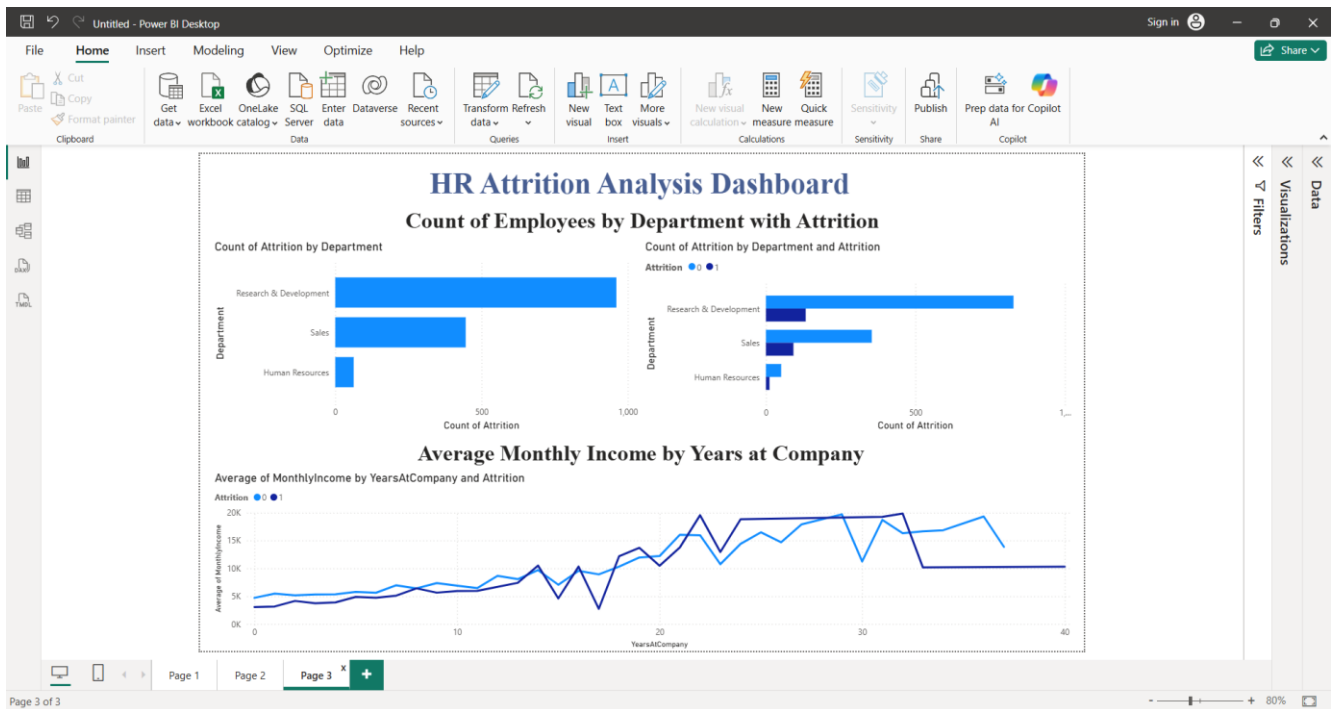 Untitled - Power BI Desktop
Sign in
File Home Insert Modeling View Optimize Help
Share
Paste
Cut
Copy
Format painter
Clipboard
Get data
Excel workbook
OneLake catalog
SQL Server
Enter data
Dataverse
Recent sources
Data
Transform data
Refresh
Queries
New visual
Text box
More visuals
Insert
New visual calculation
New measure
Quick measure
Calculations
Sensitivity
Sensitivity
Publish
Share
Prep data for AI
Copilot
Copilot
HR Attrition Analysis Dashboard
Count of Employees by Department with Attrition
Count of Attrition by Department
Department
Research & Development
Sales
Human Resources
0 500 1,000
Count of Attrition
Count of Attrition by Department and Attrition
Attrition 0 1
Department
Research & Development
Sales
Human Resources
0 500 1,...
Count of Attrition
Average Monthly Income by Years at Company
Average of MonthlyIncome by YearsAtCompany and Attrition
Attrition 0 1
Average of MonthlyIncome
20K
15K
10K
5K
0K
0 10 20 30 40
YearsAtCompany
Filters
Visualizations
Data
DAX
TMDL
Page 1 Page 2 Page 3 x +
Page 3 of 3
- + 80%